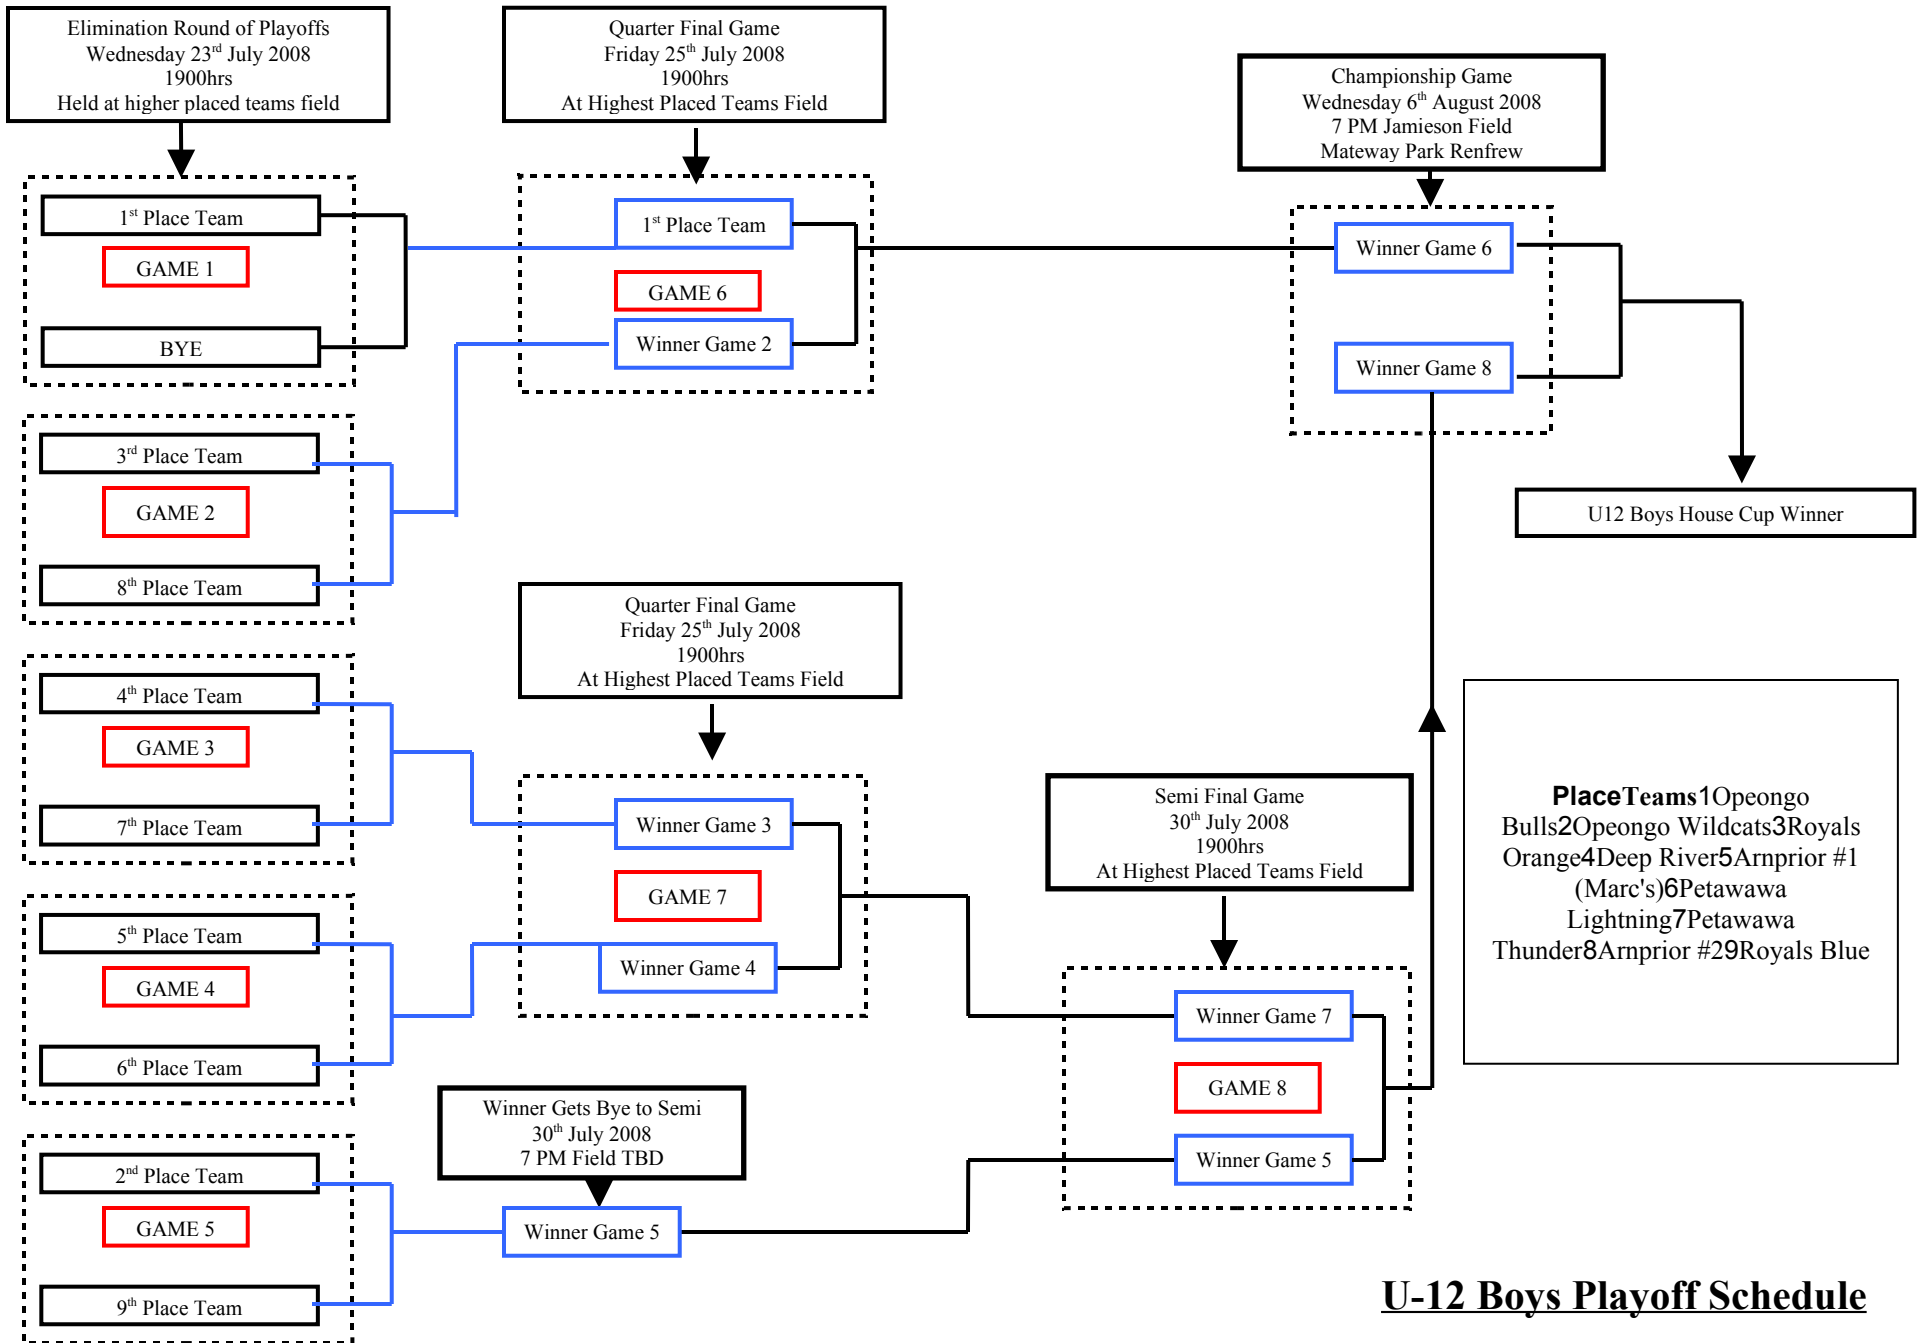 Elimination Round of Playoffs
Wednesday 23rd July 2008
1900hrs
Held at higher placed teams field
Quarter Final Game
Friday 25th July 2008
1900hrs
At Highest Placed Teams Field
Championship Game
Wednesday 6th August 2008
7 PM Jamieson Field
Mateway Park Renfrew
1st Place Team
GAME 1
BYE
1st Place Team
GAME 6
Winner Game 2
Winner Game 6
Winner Game 8
3rd Place Team
GAME 2
8th Place Team
U12 Boys House Cup Winner
Quarter Final Game
Friday 25th July 2008
1900hrs
At Highest Placed Teams Field
4th Place Team
GAME 3
7th Place Team
Winner Game 3
GAME 7
Winner Game 4
Semi Final Game
30th July 2008
1900hrs
At Highest Placed Teams Field
PlaceTeams1Opeongo
Bulls2Opeongo Wildcats3Royals
Orange4Deep River5Arnprior #1
(Marc's)6Petawawa
Lightning7Petawawa
Thunder8Arnprior #29Royals Blue
5th Place Team
GAME 4
6th Place Team
Winner Game 7
GAME 8
Winner Game 5
Winner Gets Bye to Semi
30th July 2008
7 PM Field TBD
2nd Place Team
GAME 5
9th Place Team
Winner Game 5
U-12 Boys Playoff Schedule